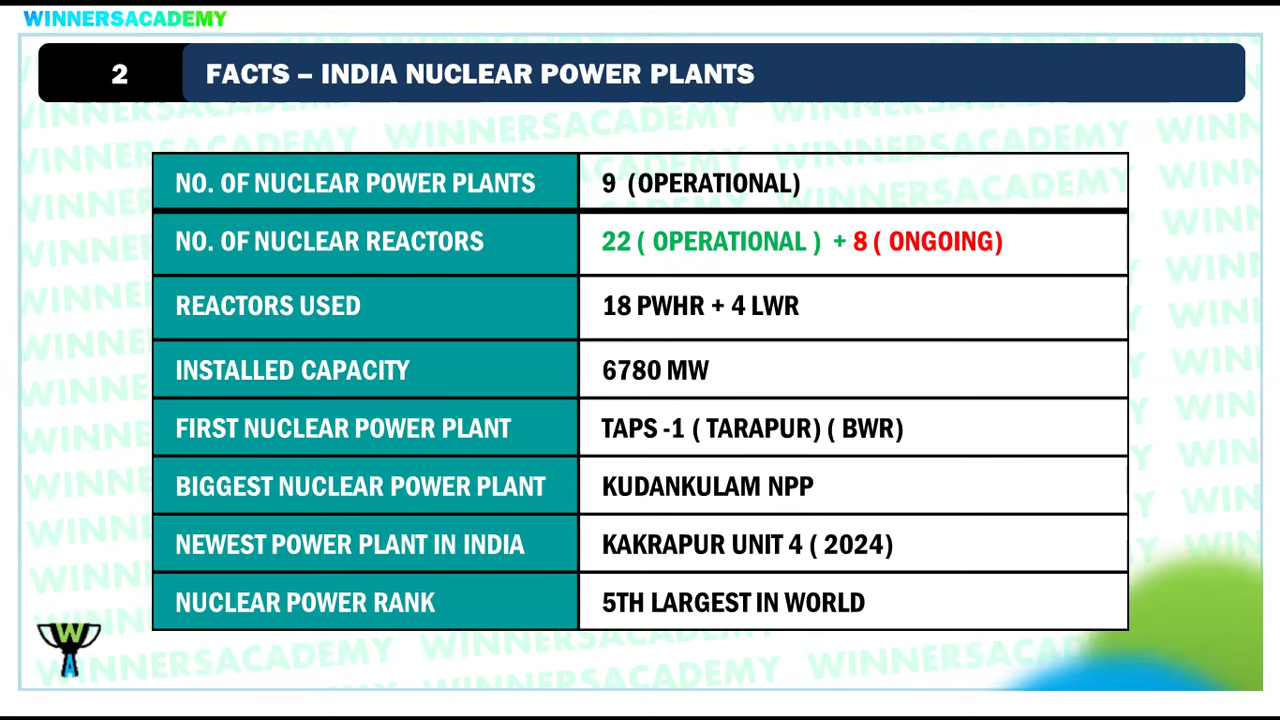 WINNERSACADEMY
2 FACTS – INDIA NUCLEAR POWER PLANTS
NO. OF NUCLEAR POWER PLANTS 9 (OPERATIONAL)
NO. OF NUCLEAR REACTORS 22 ( OPERATIONAL ) + 8 ( ONGOING)
REACTORS USED 18 PWHR + 4 LWR
INSTALLED CAPACITY 6780 MW
FIRST NUCLEAR POWER PLANT TAPS -1 ( TARAPUR) ( BWR)
BIGGEST NUCLEAR POWER PLANT KUDANKULAM NPP
NEWEST POWER PLANT IN INDIA KAKRAPUR UNIT 4 ( 2024)
NUCLEAR POWER RANK 5TH LARGEST IN WORLD
W
A